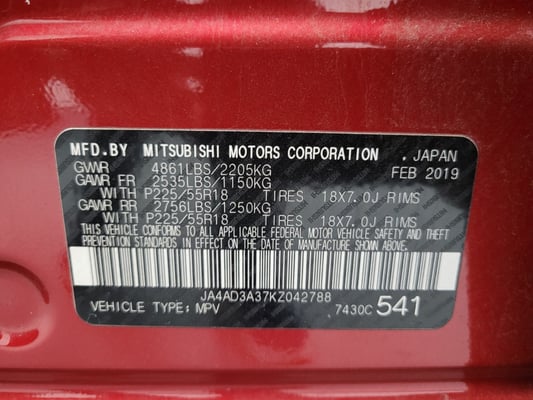 MFD.BY MITSUBISHI MOTORS CORPORATION . JAPAN
GVWR 4861LBS/2205KG FEB 2019
GAWR FR 2535LBS/1150KG
WITH P225/55R18 TIRES 18X7.0J RIMS
GAWR RR 2756LBS/1250KG
WITH P225/55R18 TIRES 18X7.0J RIMS
THIS VEHICLE CONFORMS TO ALL APPLICABLE FEDERAL MOTOR VEHICLE SAFETY AND
THEFT PREVENTION STANDARDS IN EFFECT ON THE DATE OF MANUFACTURE SHOWN ABOVE.
JA4AD3A37KZ042788
VEHICLE TYPE: MPV 7430C 541